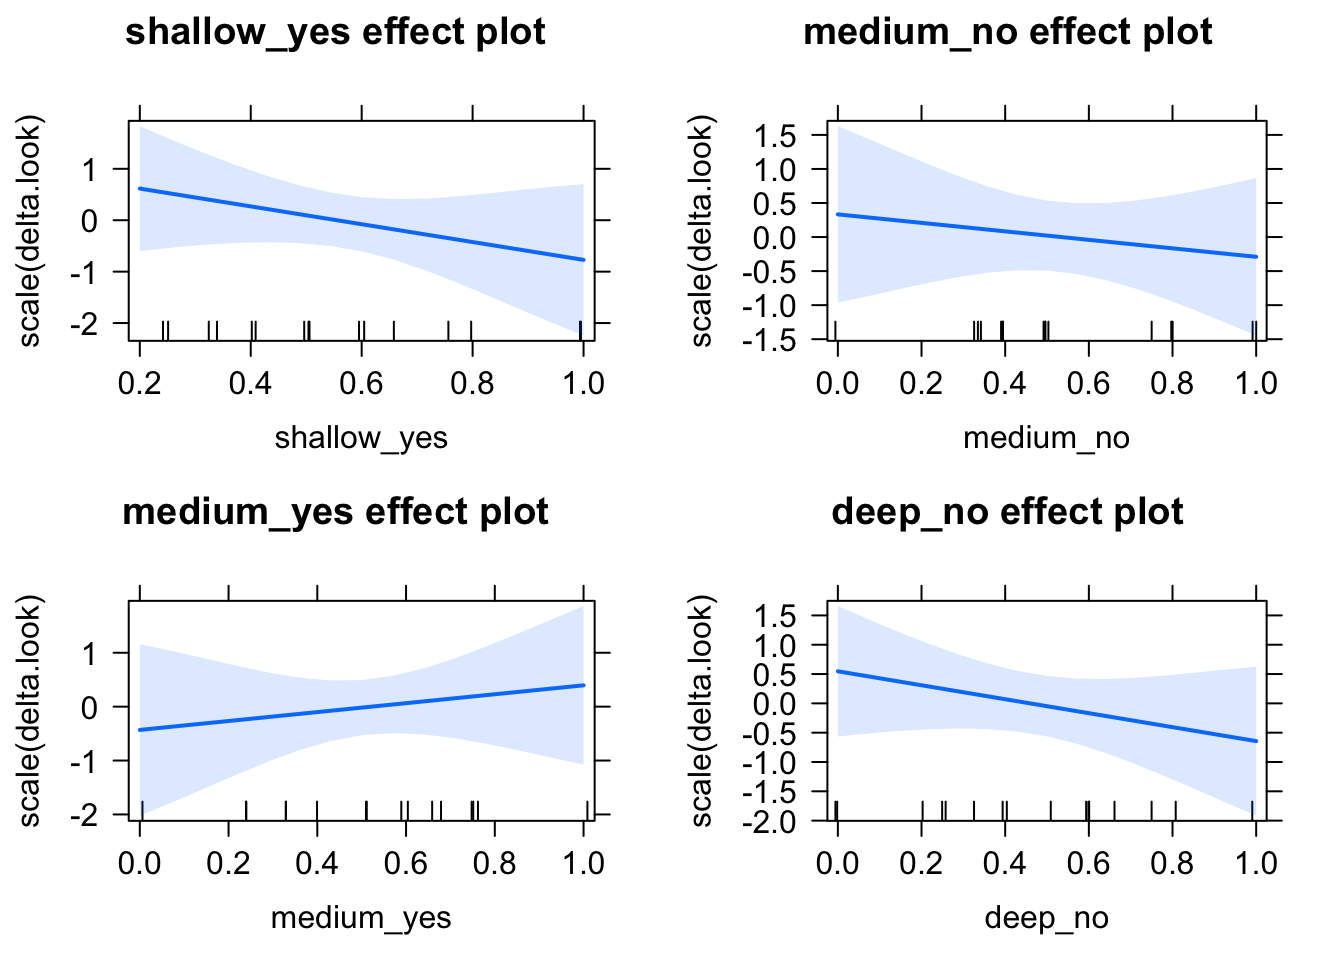 shallow_yes effect plot
scale(delta.look)
1
0
-1
-2
0.2 0.4 0.6 0.8 1.0
shallow_yes
medium_no effect plot
scale(delta.look)
1.5
1.0
0.5
0.0
-0.5
-1.0
-1.5
0.0 0.2 0.4 0.6 0.8 1.0
medium_no
medium_yes effect plot
scale(delta.look)
1
0
-1
-2
0.0 0.2 0.4 0.6 0.8 1.0
medium_yes
deep_no effect plot
scale(delta.look)
1.5
1.0
0.5
0.0
-0.5
-1.0
-1.5
-2.0
0.0 0.2 0.4 0.6 0.8 1.0
deep_no